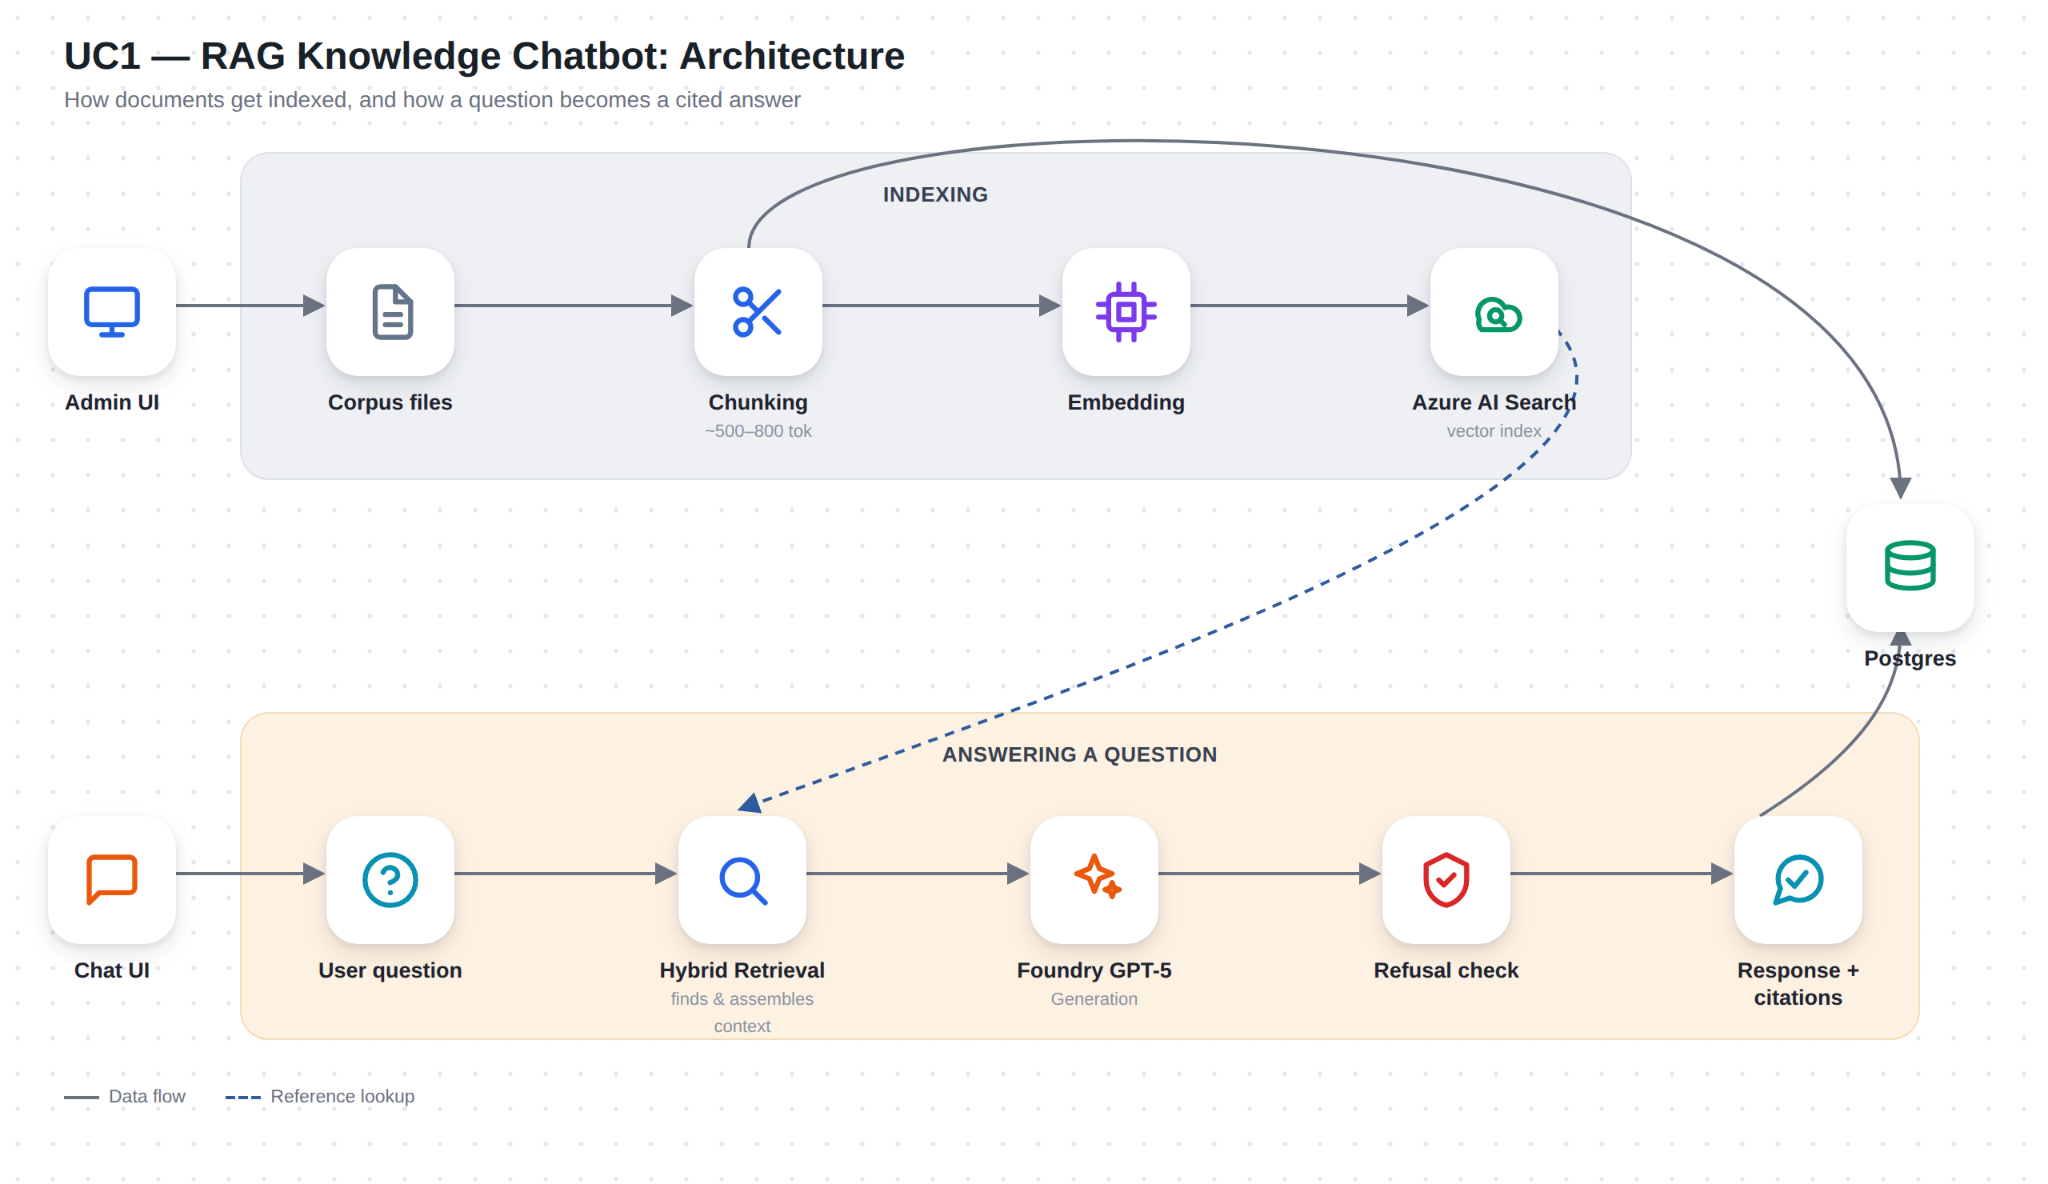 UC1 — RAG Knowledge Chatbot: Architecture
How documents get indexed, and how a question becomes a cited answer
INDEXING
Admin UI
Corpus files
Chunking
~500–800 tok
Embedding
Azure AI Search
vector index
Postgres
ANSWERING A QUESTION
Chat UI
User question
Hybrid Retrieval
finds & assembles
context
Foundry GPT-5
Generation
Refusal check
Response +
citations
Data flow
Reference lookup